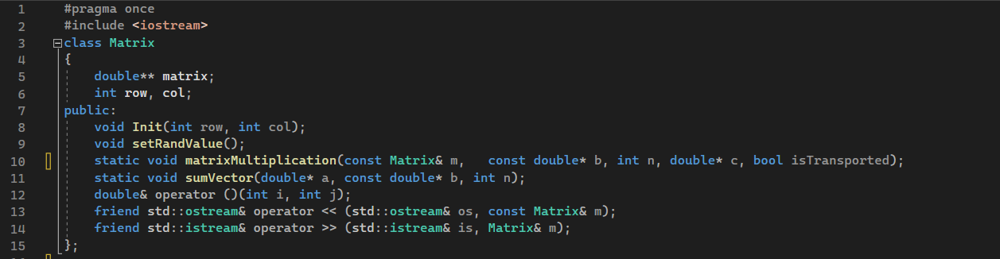 1 #pragma once
2 #include <iostream>
3 class Matrix
4 {
5 double** matrix;
6 int row, col;
7 public:
8 void Init(int row, int col);
9 void setRandValue();
10 static void matrixMultiplication(const Matrix& m,   const double* b, int n, double* c, bool isTransported);
11 static void sumVector(double* a, const double* b, int n);
12 double& operator ()(int i, int j);
13 friend std::ostream& operator << (std::ostream& os, const Matrix& m);
14 friend std::istream& operator >> (std::istream& is, Matrix& m);
15 };